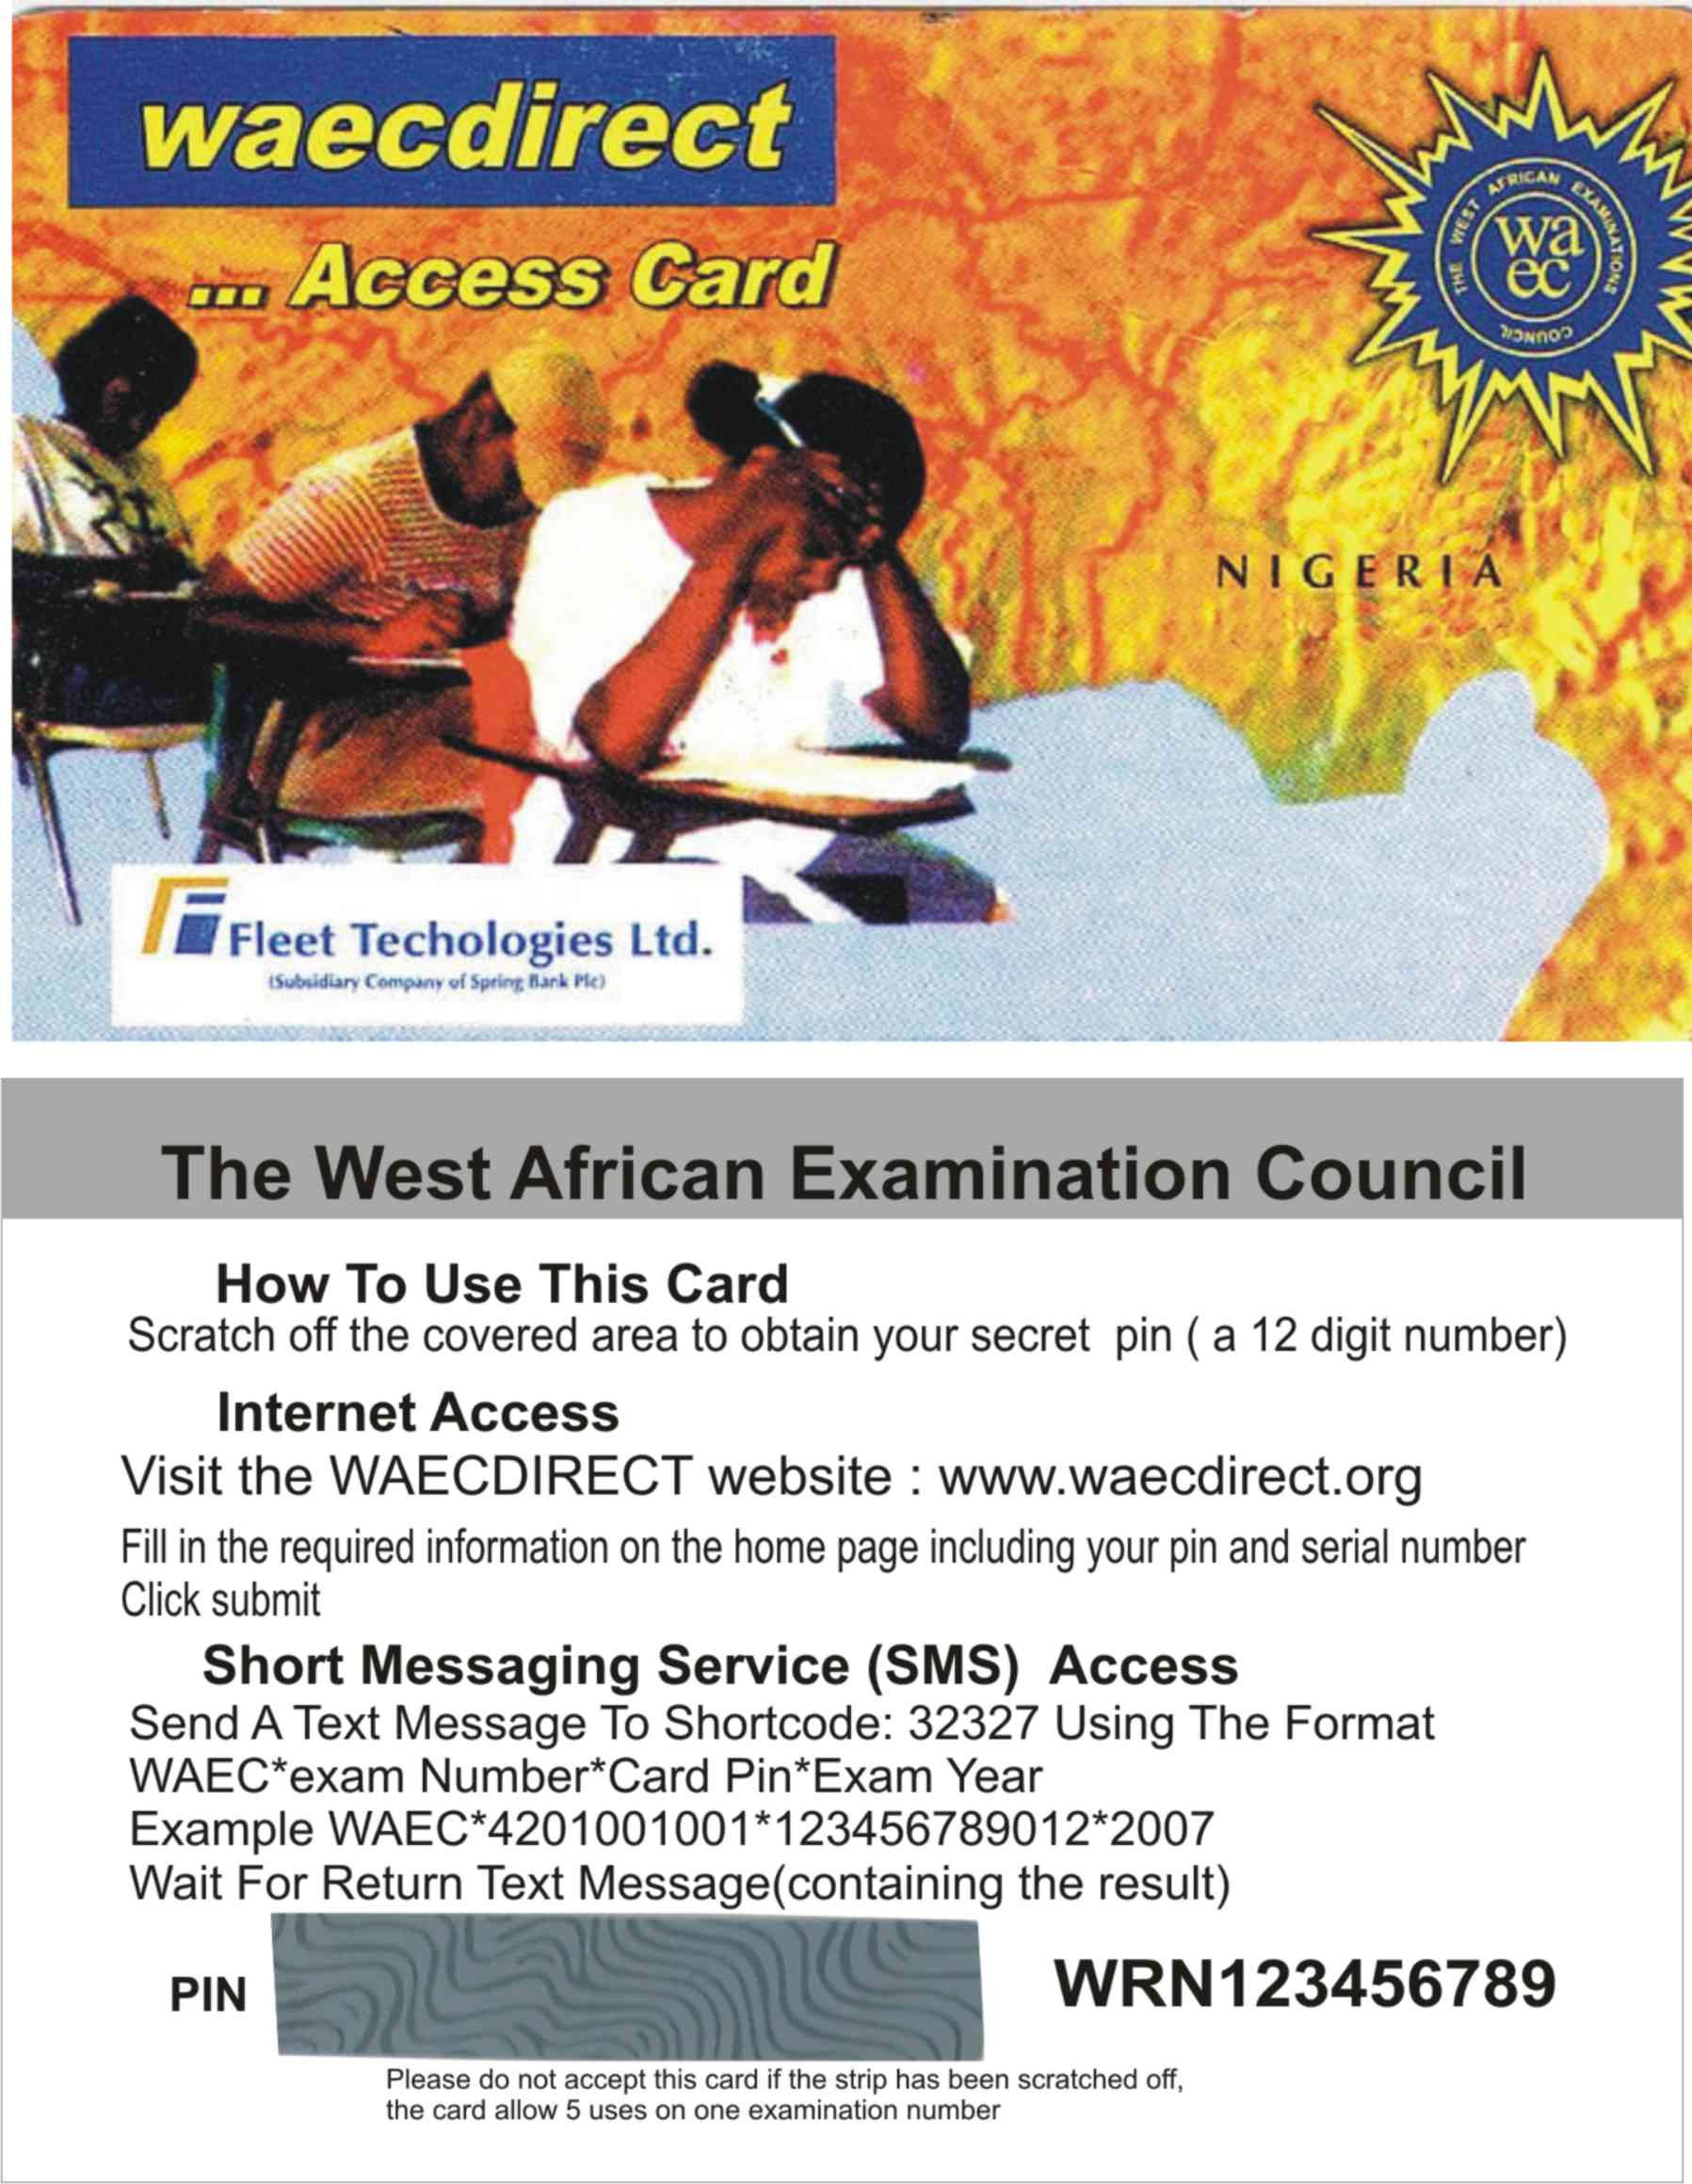 waecdirect
... Access Card
THE WEST AFRICAN EXAMINATIONS
COUNCIL
wa
ec
NIGERIA
Fleet Techologies Ltd.
(Subsidiary Company of Spring Bank Plc)
The West African Examination Council
How To Use This Card
Scratch off the covered area to obtain your secret pin ( a 12 digit number)
Internet Access
Visit the WAECDIRECT website : www.waecdirect.org
Fill in the required information on the home page including your pin and serial number
Click submit
Short Messaging Service (SMS) Access
Send A Text Message To Shortcode: 32327 Using The Format
WAEC*exam Number*Card Pin*Exam Year
Example WAEC*4201001001*123456789012*2007
Wait For Return Text Message(containing the result)
PIN
WRN123456789
Please do not accept this card if the strip has been scratched off,
the card allow 5 uses on one examination number